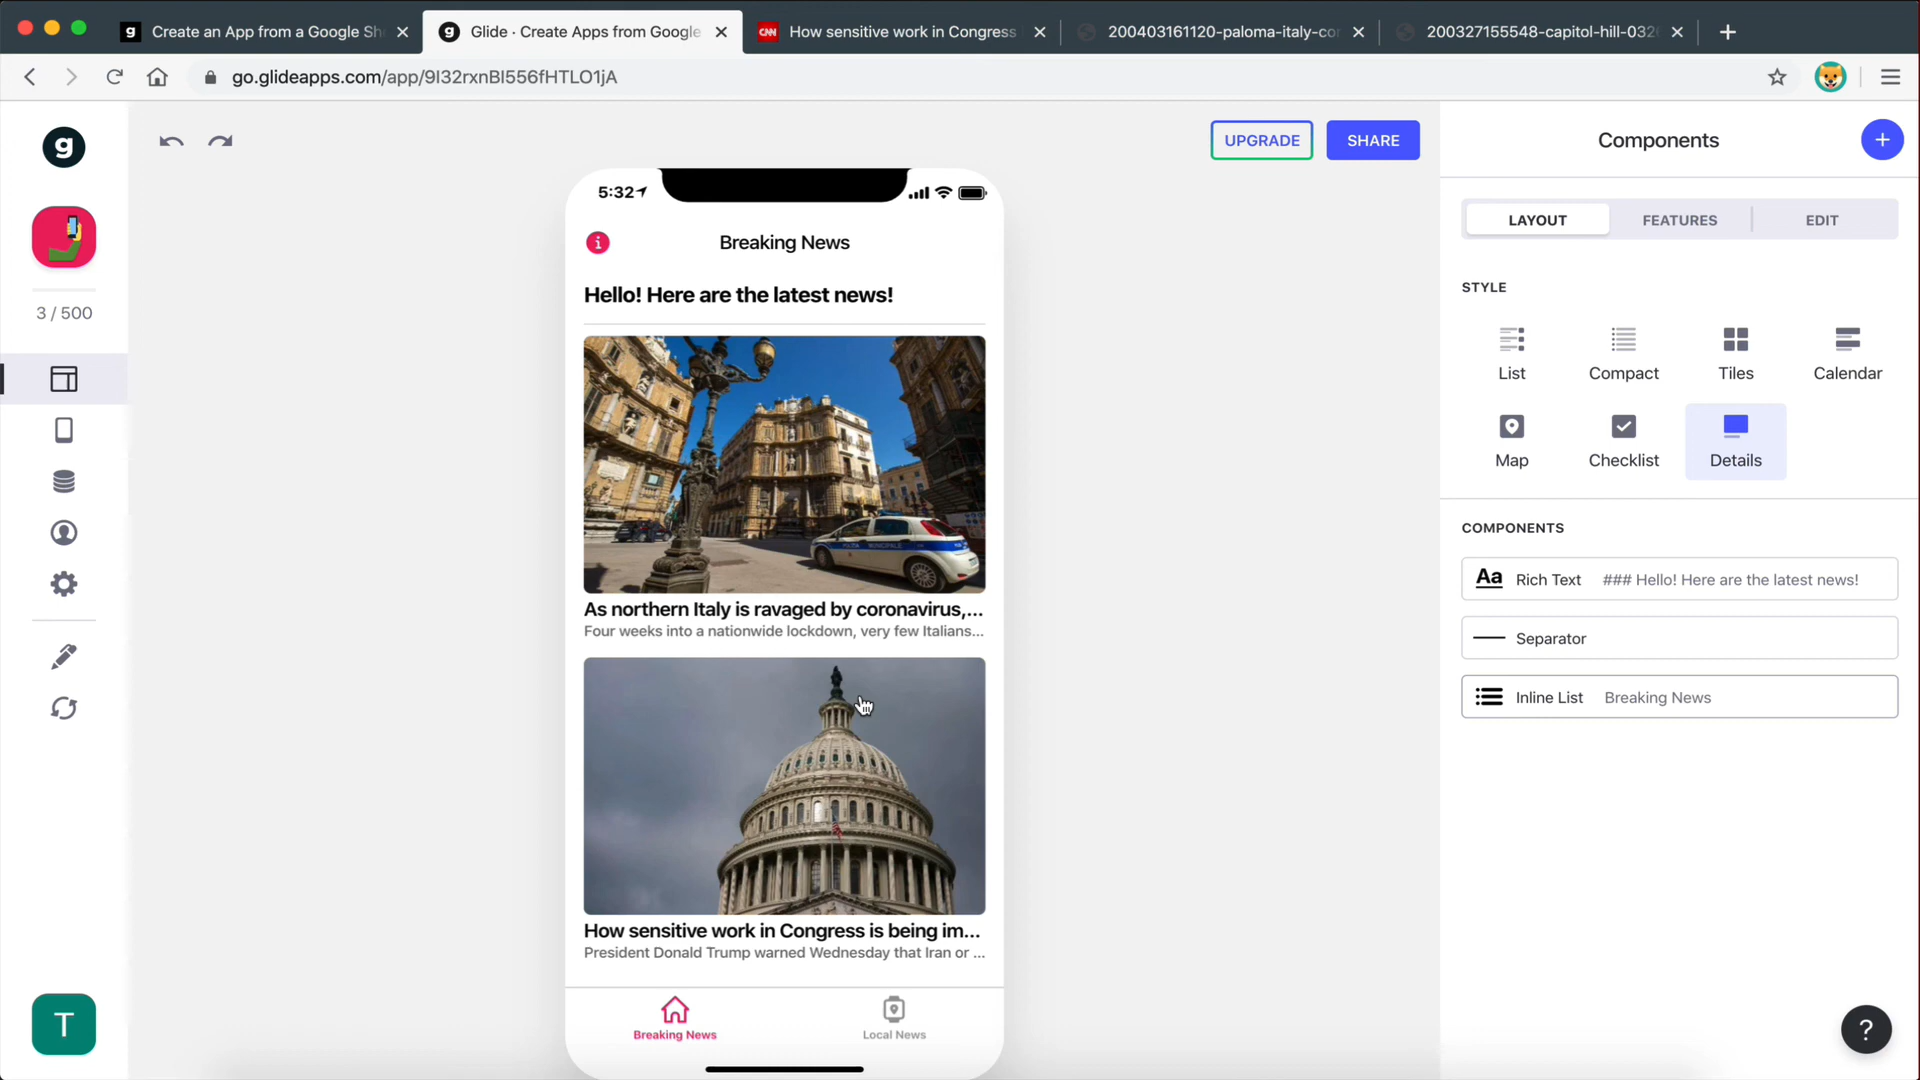 Create an App from a Google She
Glide · Create Apps from Google
CNN How sensitive work in Congress
200403161120-paloma-italy-cor
200327155548-capitol-hill-032
go.glideapps.com/app/9I32rxnBI556fHTLO1jA
g
3 / 500
T
UPGRADE
SHARE
5:32
i
Breaking News
Hello! Here are the latest news!
As northern Italy is ravaged by coronavirus,...
Four weeks into a nationwide lockdown, very few Italians...
How sensitive work in Congress is being im...
President Donald Trump warned Wednesday that Iran or ...
Breaking News
Local News
Components
+
LAYOUT
FEATURES
EDIT
STYLE
List
Compact
Tiles
Calendar
Map
Checklist
Details
COMPONENTS
Aa Rich Text ### Hello! Here are the latest news!
Separator
Inline List Breaking News
?